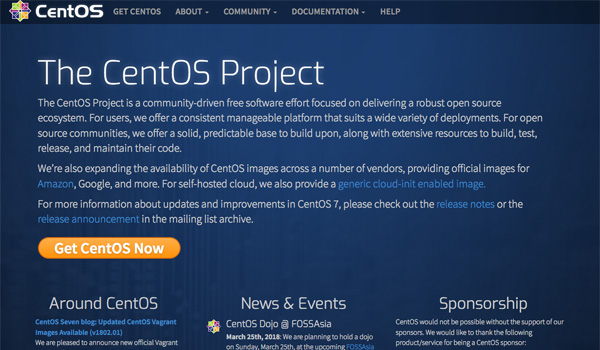 CentOS GET CENTOS ABOUT COMMUNITY DOCUMENTATION HELP
The CentOS Project
The CentOS Project is a community-driven free software effort focused on delivering a robust open source
ecosystem. For users, we offer a consistent manageable platform that suits a wide variety of deployments. For open
source communities, we offer a solid, predictable base to build upon, along with extensive resources to build, test,
release, and maintain their code.
We're also expanding the availability of CentOS images across a number of vendors, providing official images for
Amazon, Google, and more. For self-hosted cloud, we also provide a generic cloud-init enabled image.
For more information about updates and improvements in CentOS 7, please check out the release notes or the
release announcement in the mailing list archive.
Get CentOS Now
Around CentOS
CentOS Seven blog: Updated CentOS Vagrant
Images Available (v1802.01)
We are pleased to announce new official Vagrant
News & Events
CentOS Dojo @ FOSSAsia
March 25th, 2018: We are planning to hold a dojo
on Sunday, March 25th, at the upcoming FOSSAsia
Sponsorship
CentOS would not be possible without the support of our
sponsors. We would like to thank the following
product/service for being a CentOS sponsor: